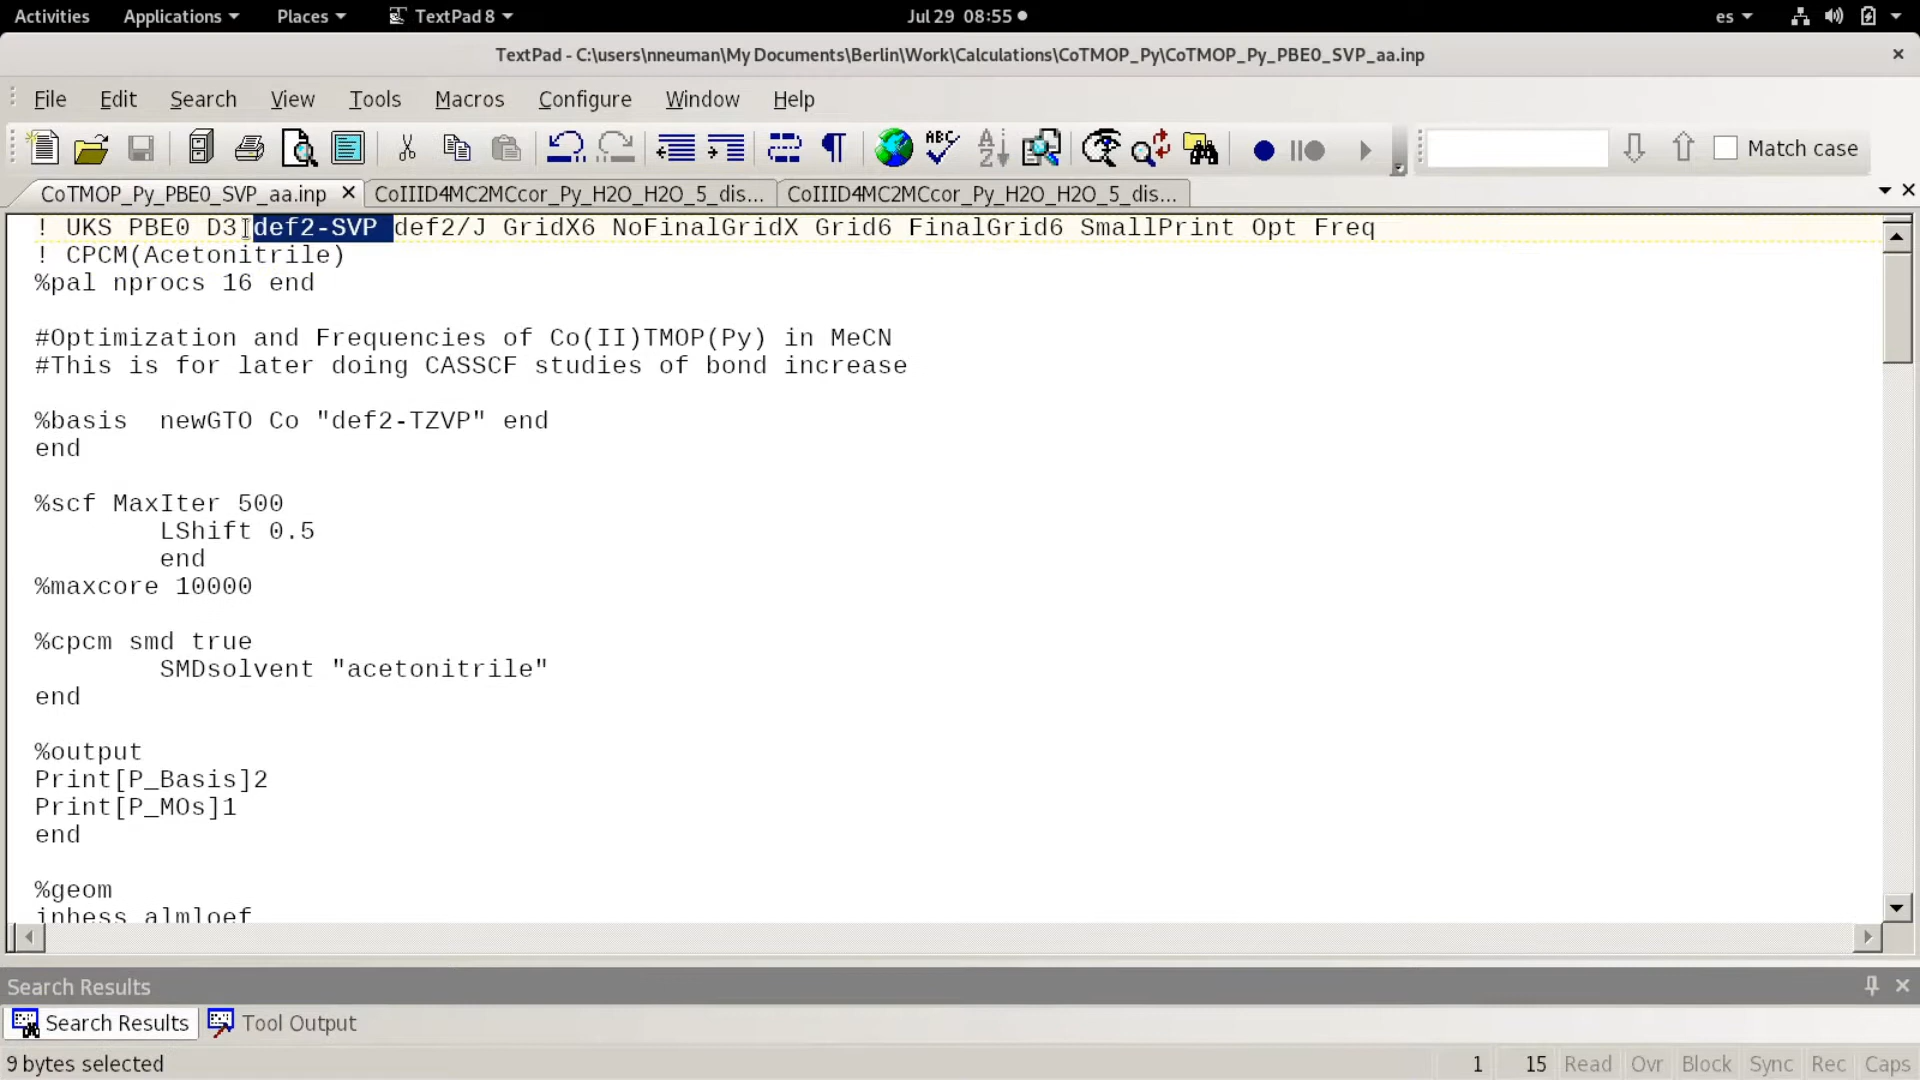 Activities Applications Places TextPad 8 Jul 29 08:55 es
TextPad - C:\users\nneuman\My Documents\Berlin\Work\Calculations\CoTMOP_Py\CoTMOP_Py_PBE0_SVP_aa.inp
File Edit Search View Tools Macros Configure Window Help
Match case
CoTMOP_Py_PBE0_SVP_aa.inp CoIIID4MC2MCcor_Py_H2O_H2O_5_dis... CoIIID4MC2MCcor_Py_H2O_H2O_5_dis...
! UKS PBE0 D3 def2-SVP def2/J GridX6 NoFinalGridX Grid6 FinalGrid6 SmallPrint Opt Freq
! CPCM(Acetonitrile)
%pal nprocs 16 end
#Optimization and Frequencies of Co(II)TMOP(Py) in MeCN
#This is for later doing CASSCF studies of bond increase
%basis newGTO Co "def2-TZVP" end
end
%scf MaxIter 500
LShift 0.5
end
%maxcore 10000
%cpcm smd true
SMDsolvent "acetonitrile"
end
%output
Print[P_Basis]2
Print[P_MOs]1
end
%geom
inhess almloef
Search Results
Search Results Tool Output
9 bytes selected 1 15 Read Ovr Block Sync Rec Caps